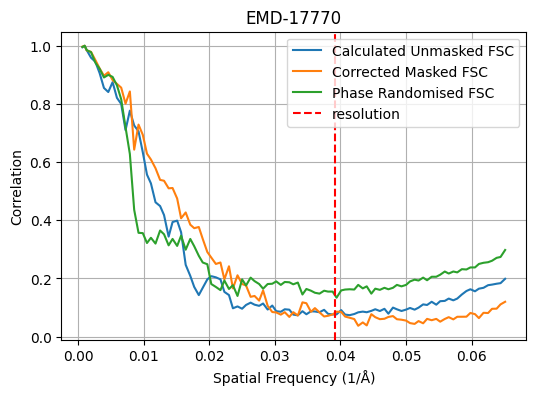 EMD-17770
Calculated Unmasked FSC
Corrected Masked FSC
Phase Randomised FSC
resolution
Correlation
1.0
0.8
0.6
0.4
0.2
0.0
0.00 0.01 0.02 0.03 0.04 0.05 0.06
Spatial Frequency (1/Å)